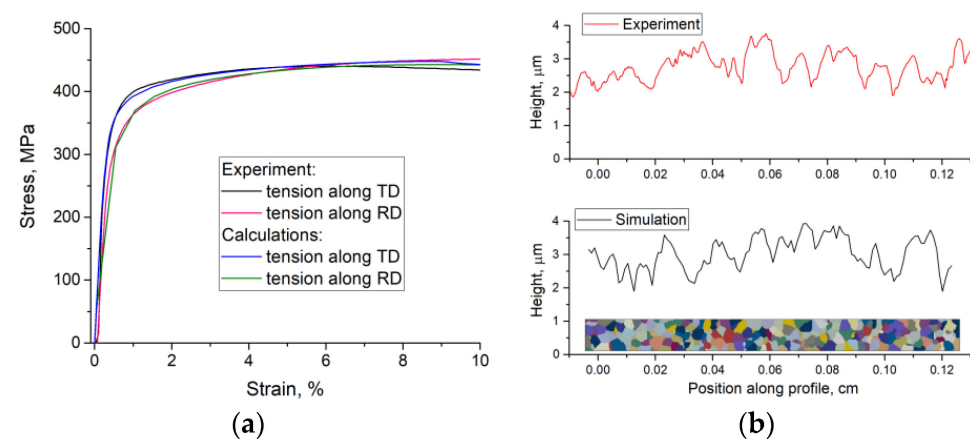 500
400
300
200
100
0
Stress, MPa
0
2
4
6
8
10
Strain, %
Experiment:
tension along TD
tension along RD
Calculations:
tension along TD
tension along RD
(a)
Experiment
4
3
2
1
0
Height, μm
0.00
0.02
0.04
0.06
0.08
0.10
0.12
Simulation
4
3
2
1
0
Height, μm
0.00
0.02
0.04
0.06
0.08
0.10
0.12
Position along profile, cm
(b)